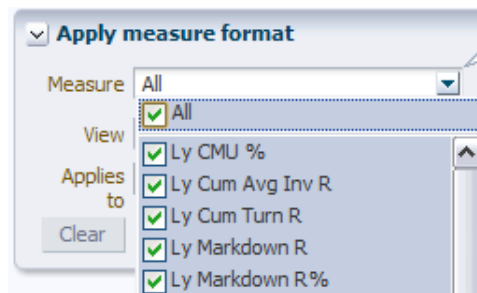 Apply measure format
Measure All
All
View
Ly CMU %
Applies to
Ly Cum Avg Inv R
Ly Cum Turn R
Clear
Ly Markdown R
Ly Markdown R%